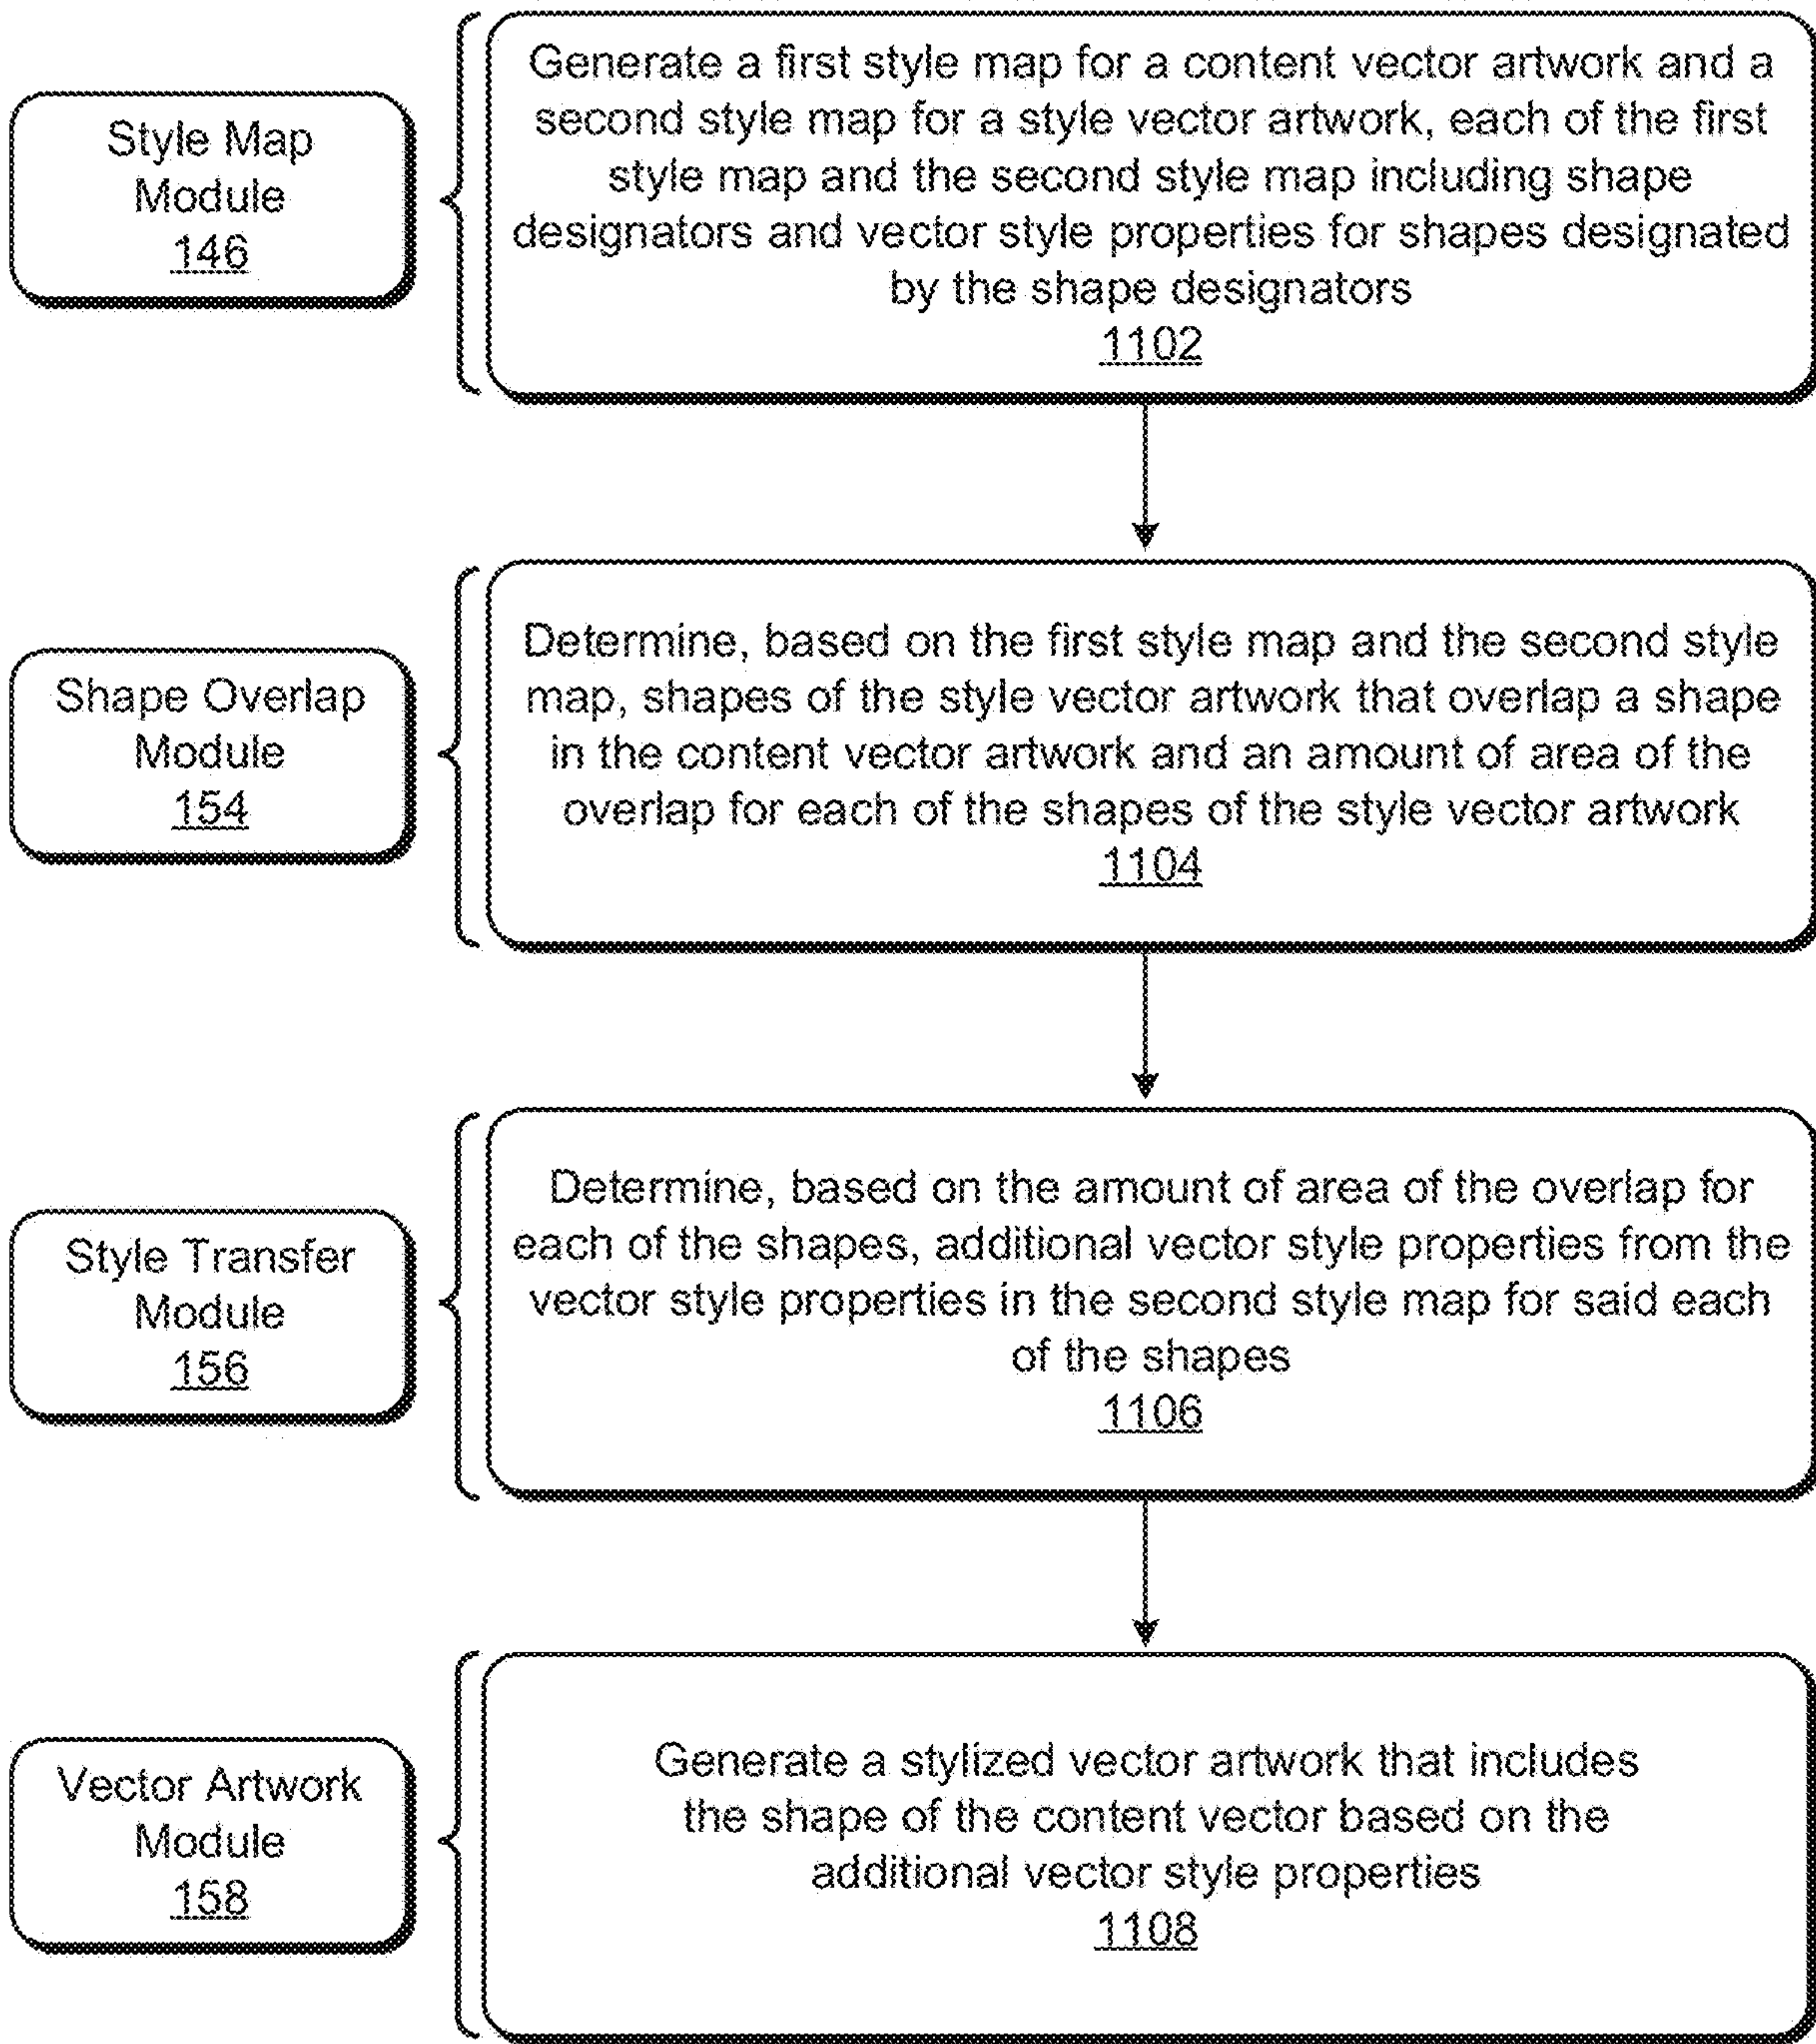 Style Map
Module
146
Generate a first style map for a content vector artwork and a
second style map for a style vector artwork, each of the first
style map and the second style map including shape
designators and vector style properties for shapes designated
by the shape designators
1102
Shape Overlap
Module
154
Determine, based on the first style map and the second style
map, shapes of the style vector artwork that overlap a shape
in the content vector artwork and an amount of area of the
overlap for each of the shapes of the style vector artwork
1104
Style Transfer
Module
156
Determine, based on the amount of area of the overlap for
each of the shapes, additional vector style properties from the
vector style properties in the second style map for said each
of the shapes
1106
Vector Artwork
Module
158
Generate a stylized vector artwork that includes
the shape of the content vector based on the
additional vector style properties
1108